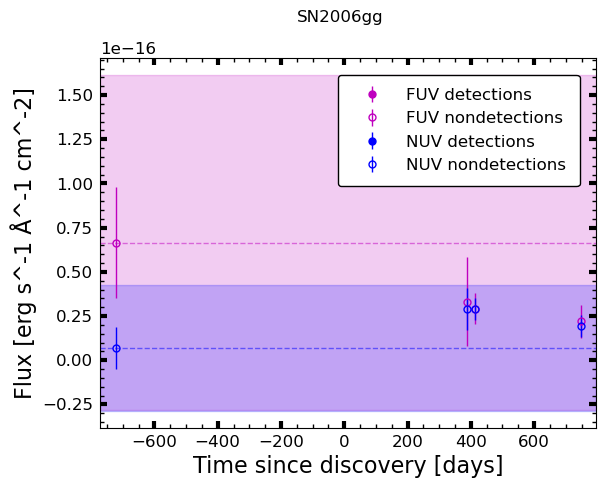 SN2006gg
1e−16
1.50
1.25
1.00
0.75
0.50
0.25
0.00
−0.25
Flux [erg s^-1 Å^-1 cm^-2]
FUV detections
FUV nondetections
NUV detections
NUV nondetections
−600 −400 −200 0 200 400 600
Time since discovery [days]